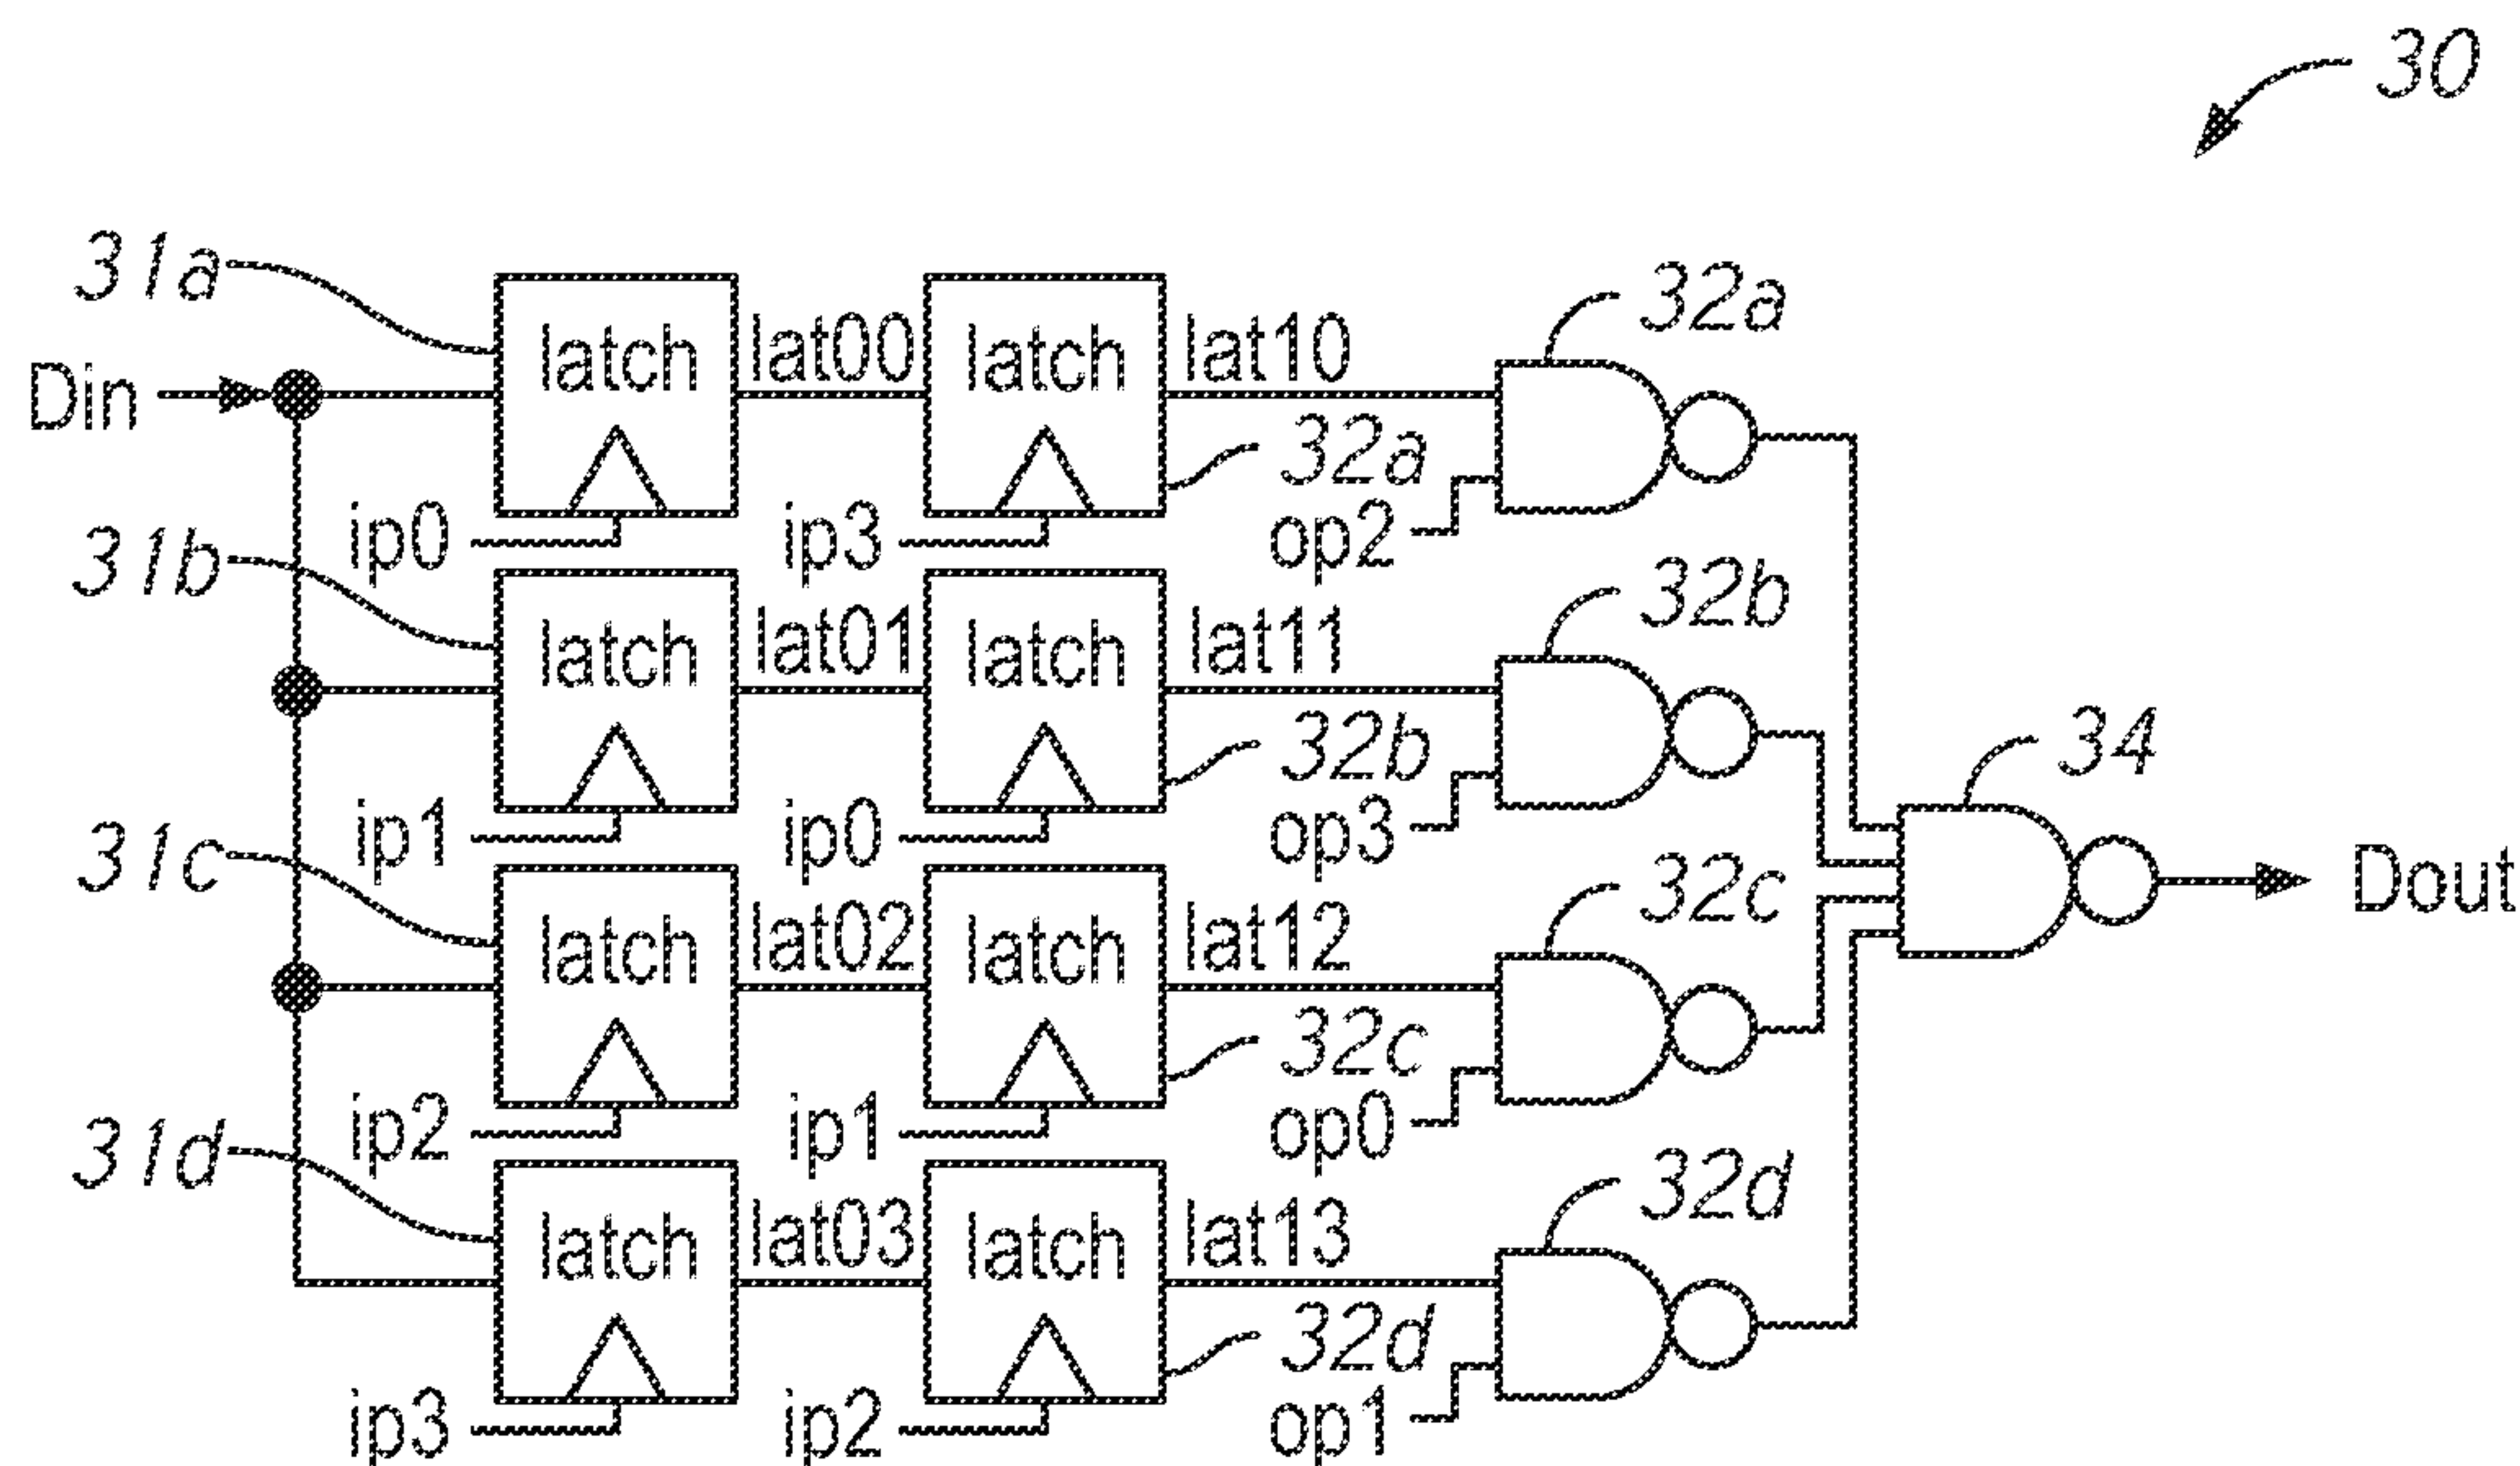 30
31a
32a
Din
latch
lat00
latch
lat10
32a
ip0
ip3
op2
31b
32b
latch
lat01
latch
lat11
32b
ip1
ip0
op3
34
31c
32c
Dout
latch
lat02
latch
lat12
32c
ip2
ip1
op0
31d
32d
latch
lat03
latch
lat13
32d
ip3
ip2
op1